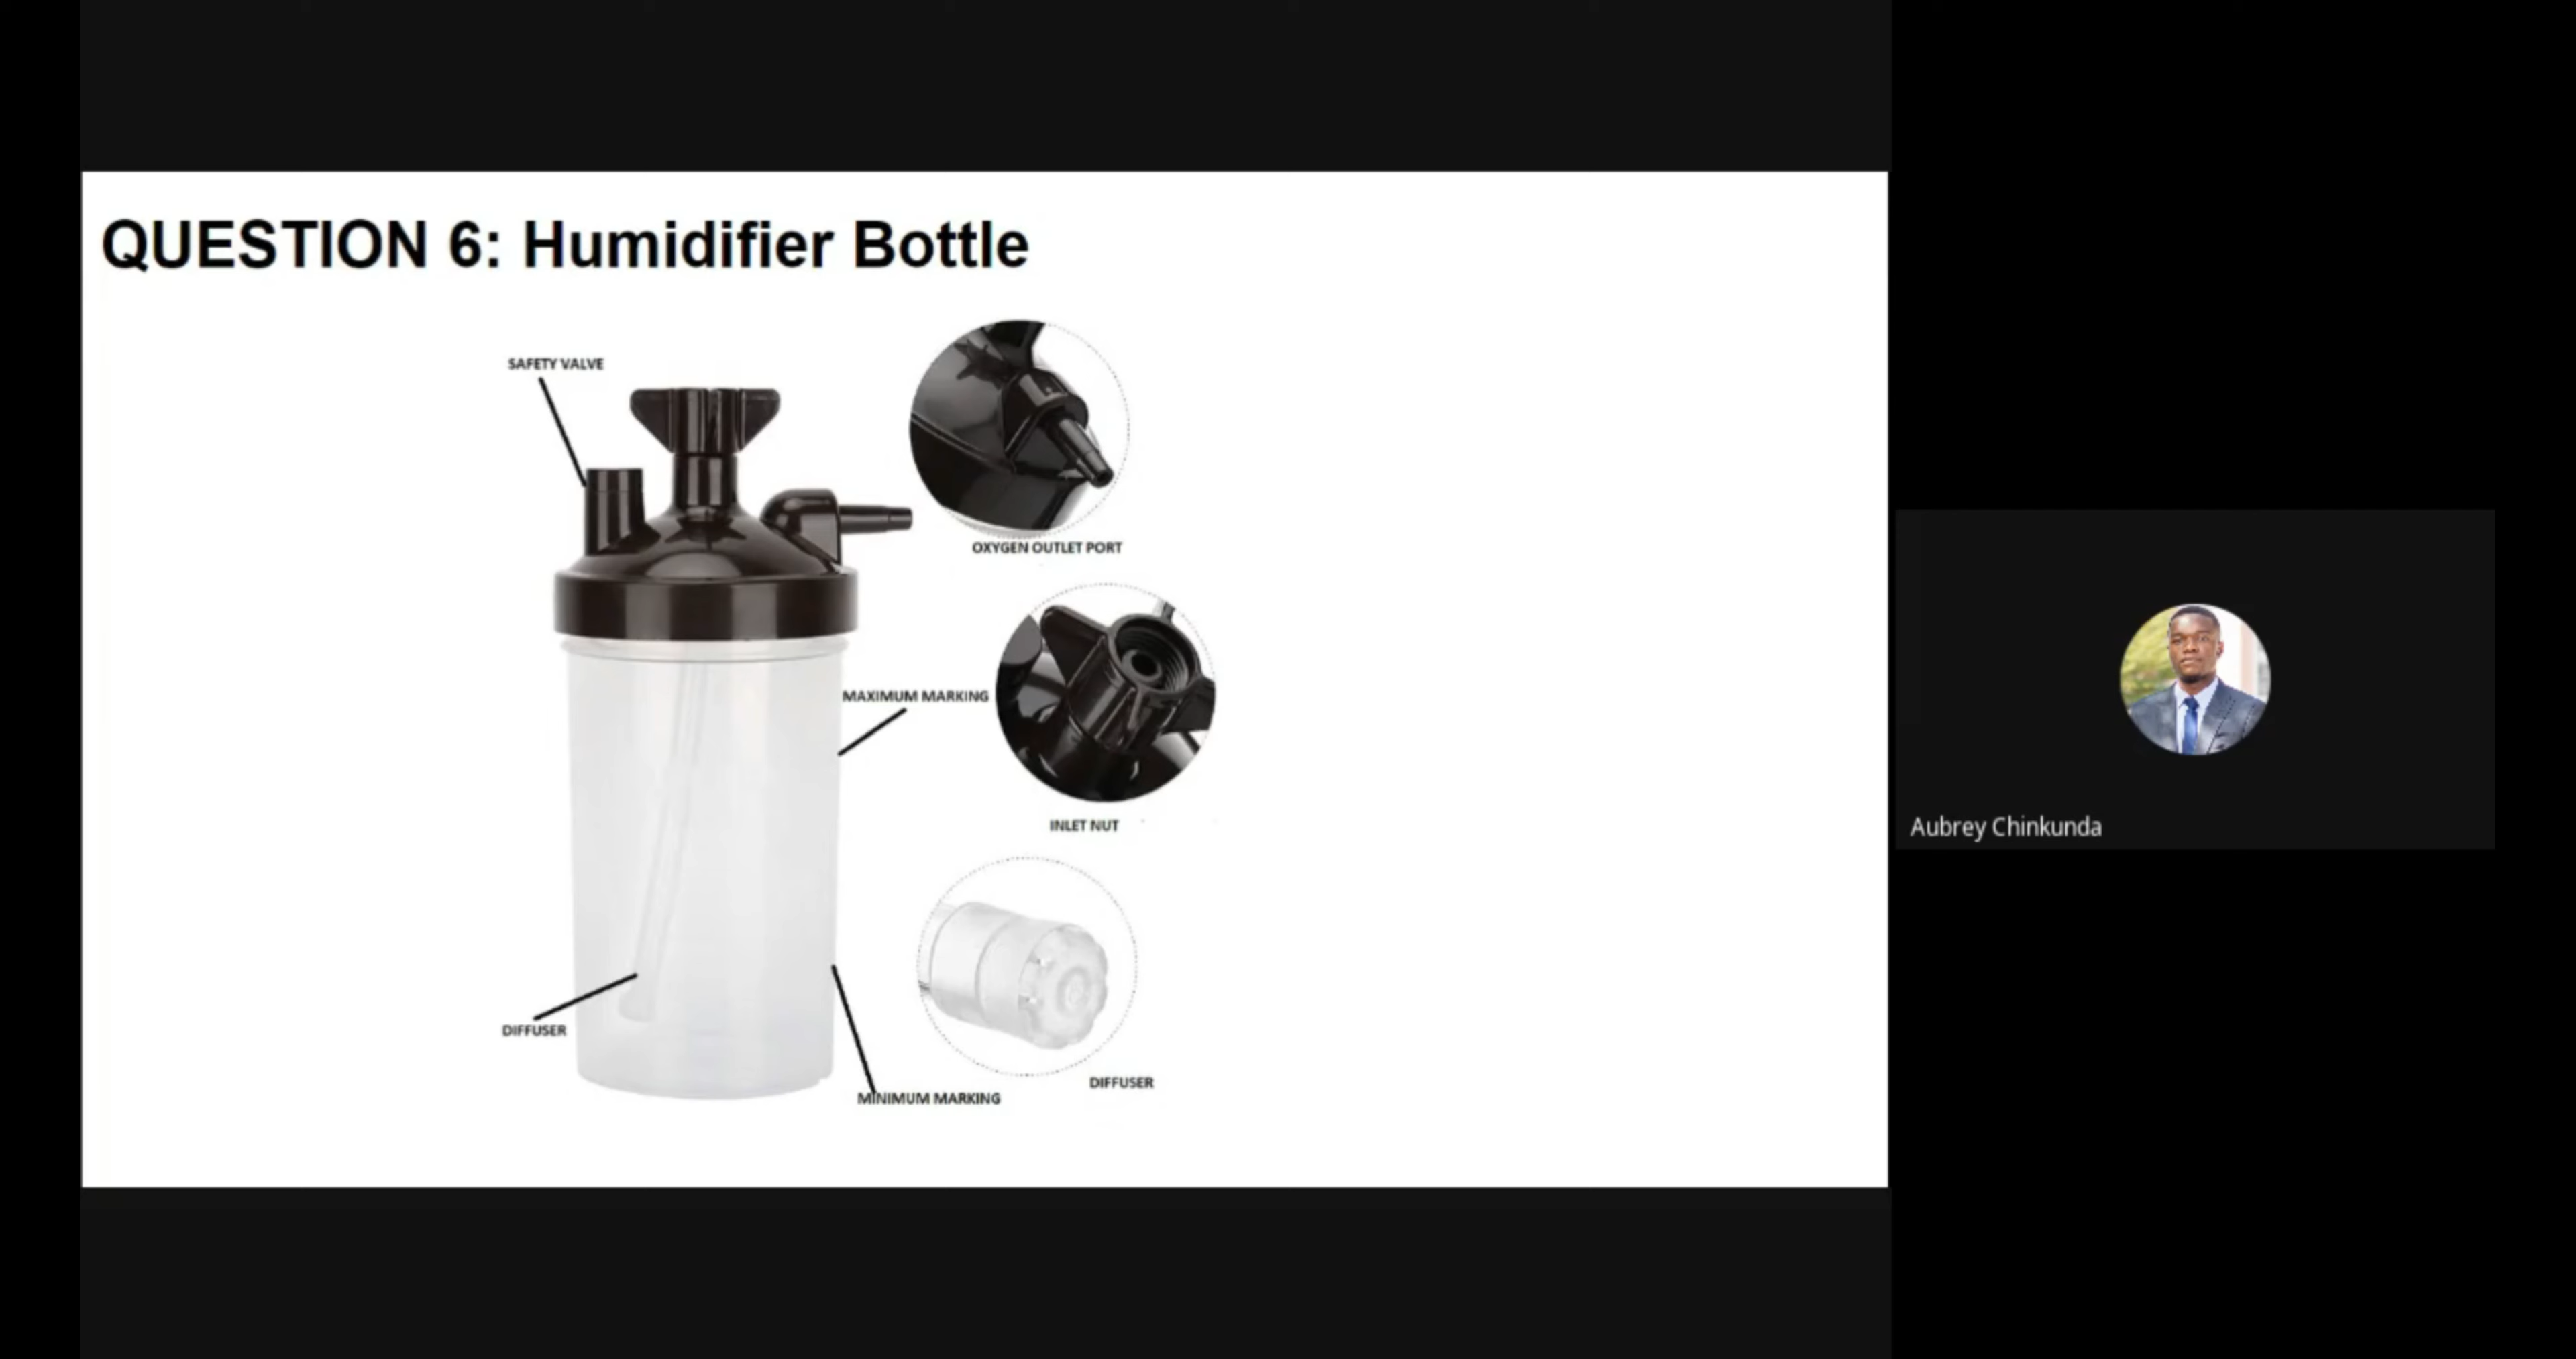 QUESTION 6: Humidifier Bottle
SAFETY VALVE
OXYGEN OUTLET PORT
MAXIMUM MARKING
INLET NUT
DIFFUSER
DIFFUSER
MINIMUM MARKING
Aubrey Chinkunda